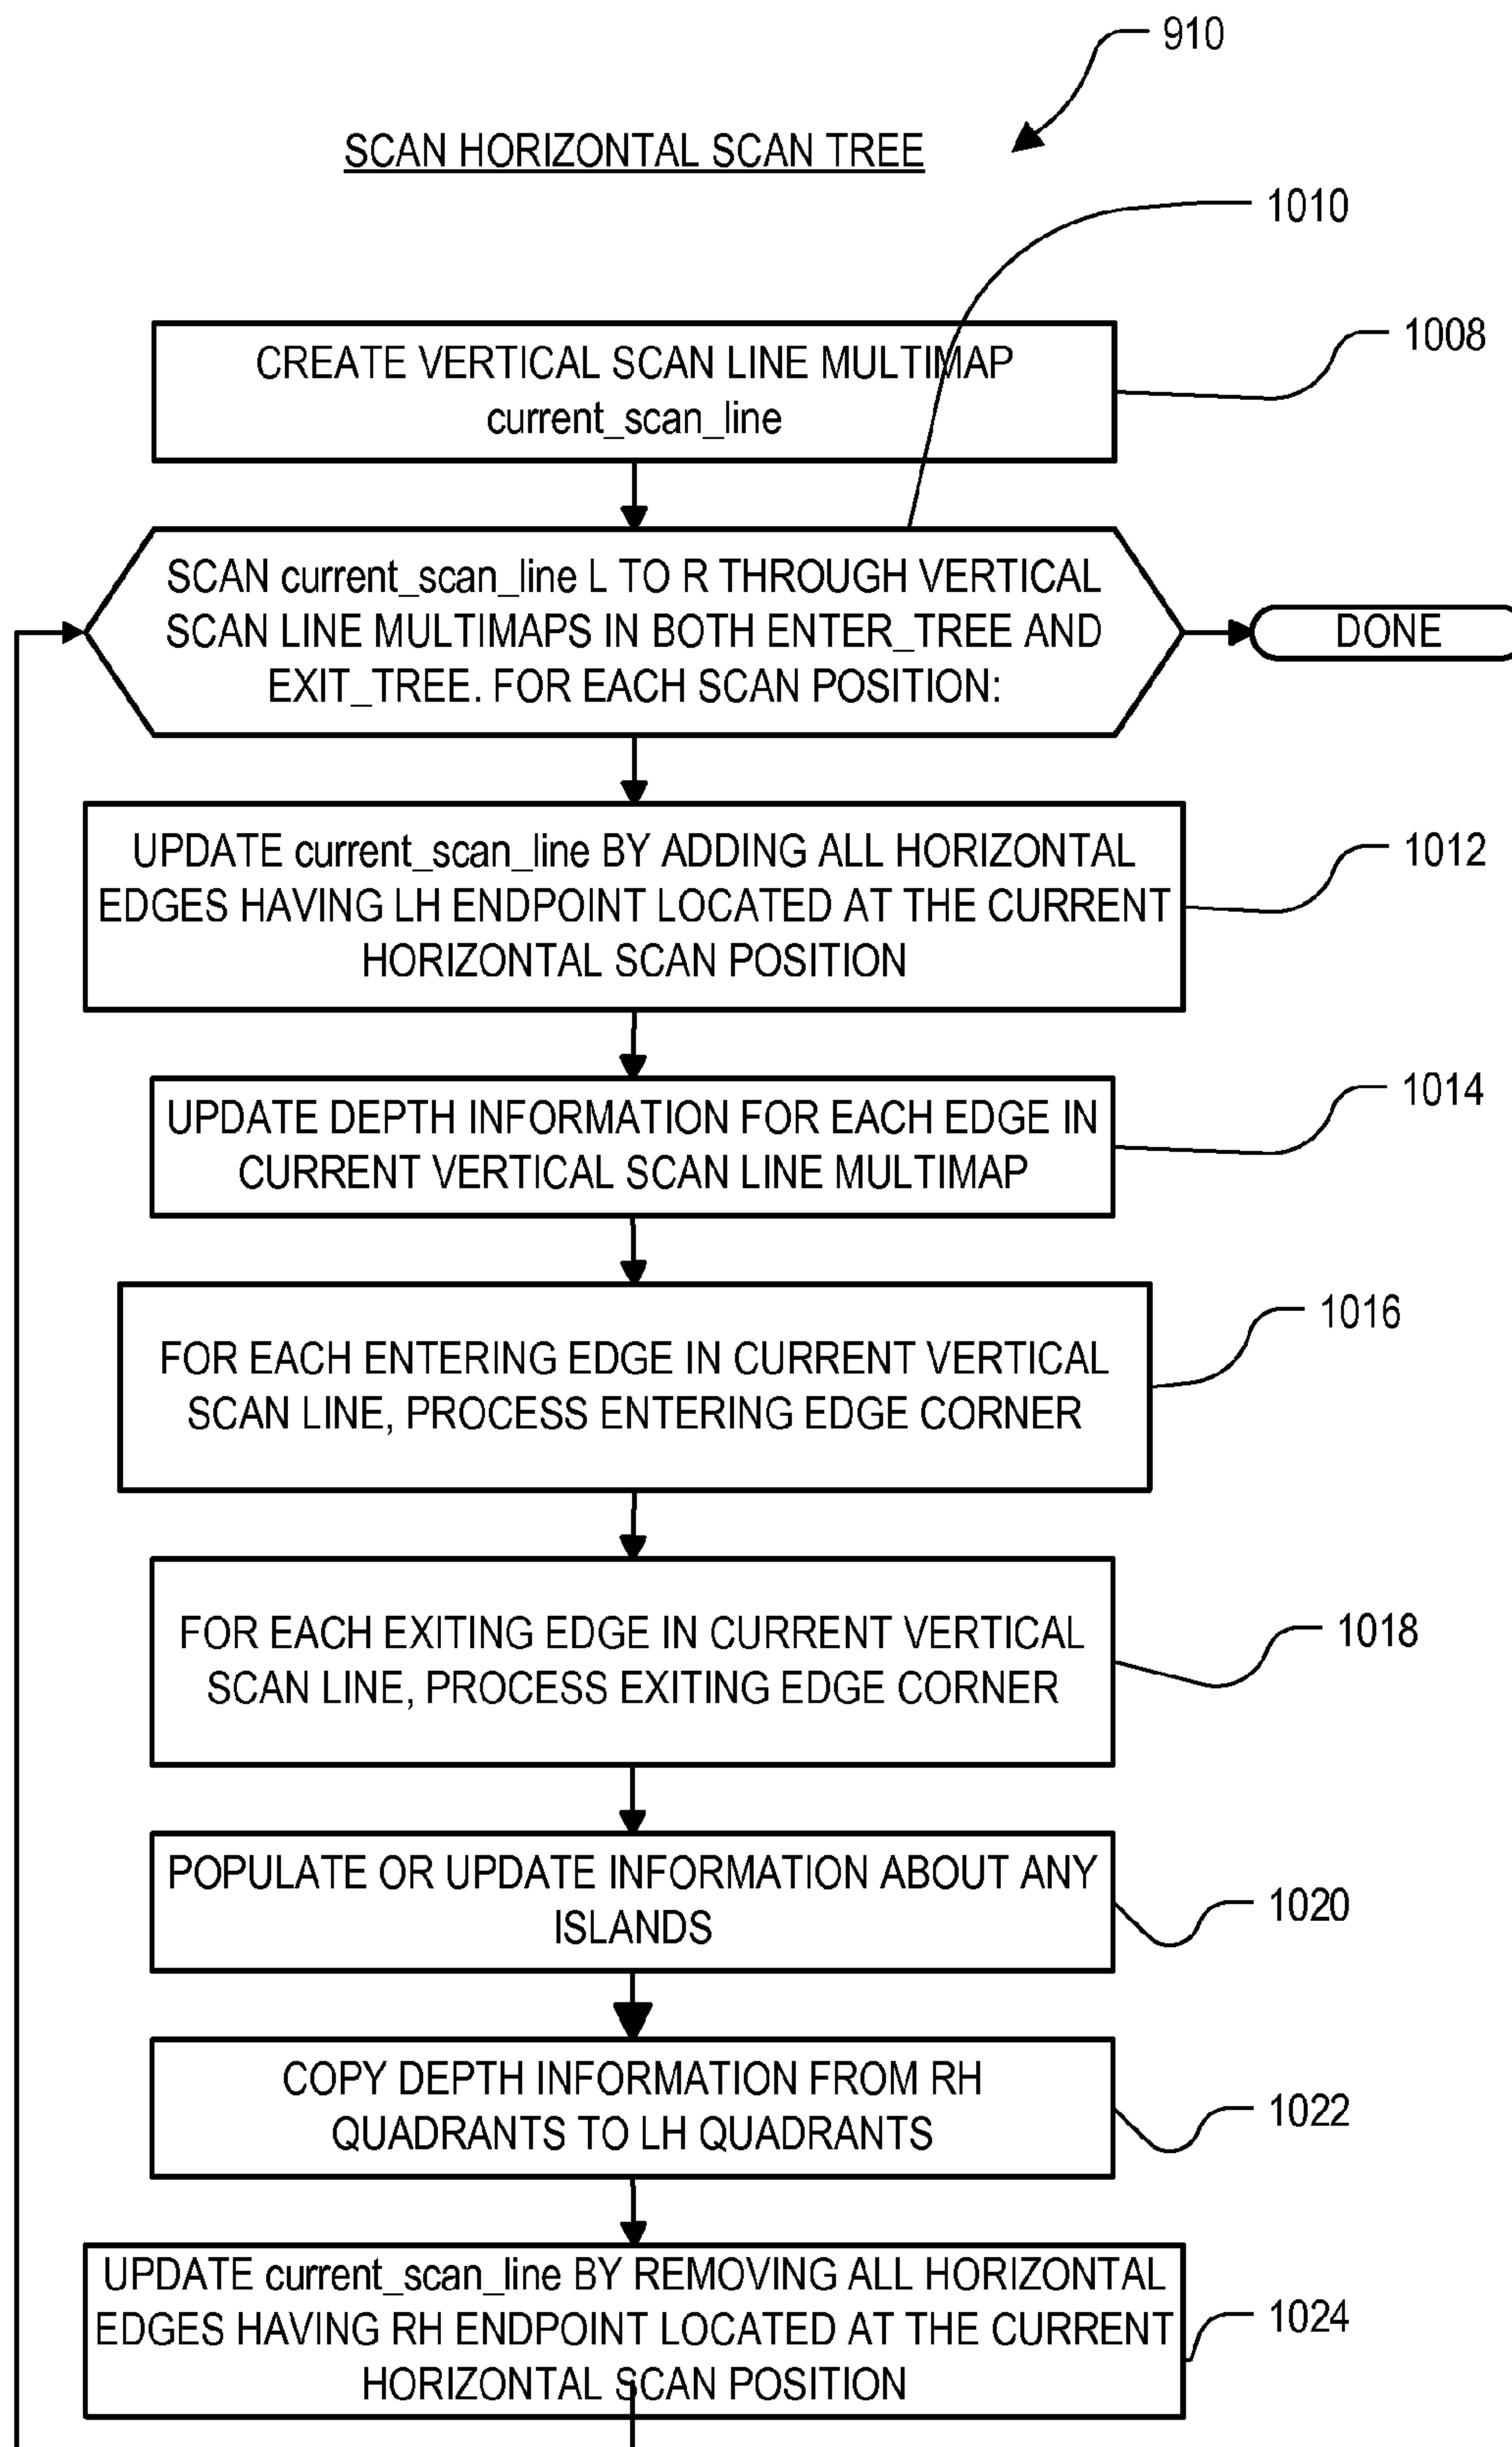 910
SCAN HORIZONTAL SCAN TREE
1010
1008
CREATE VERTICAL SCAN LINE MULTIMAP
current_scan_line
SCAN current_scan_line L TO R THROUGH VERTICAL
SCAN LINE MULTIMAPS IN BOTH ENTER_TREE AND
EXIT_TREE. FOR EACH SCAN POSITION:
DONE
UPDATE current_scan_line BY ADDING ALL HORIZONTAL
EDGES HAVING LH ENDPOINT LOCATED AT THE CURRENT
HORIZONTAL SCAN POSITION
1012
UPDATE DEPTH INFORMATION FOR EACH EDGE IN
CURRENT VERTICAL SCAN LINE MULTIMAP
1014
FOR EACH ENTERING EDGE IN CURRENT VERTICAL
SCAN LINE, PROCESS ENTERING EDGE CORNER
1016
FOR EACH EXITING EDGE IN CURRENT VERTICAL
SCAN LINE, PROCESS EXITING EDGE CORNER
1018
POPULATE OR UPDATE INFORMATION ABOUT ANY
ISLANDS
1020
COPY DEPTH INFORMATION FROM RH
QUADRANTS TO LH QUADRANTS
1022
UPDATE current_scan_line BY REMOVING ALL HORIZONTAL
EDGES HAVING RH ENDPOINT LOCATED AT THE CURRENT
HORIZONTAL SCAN POSITION
1024